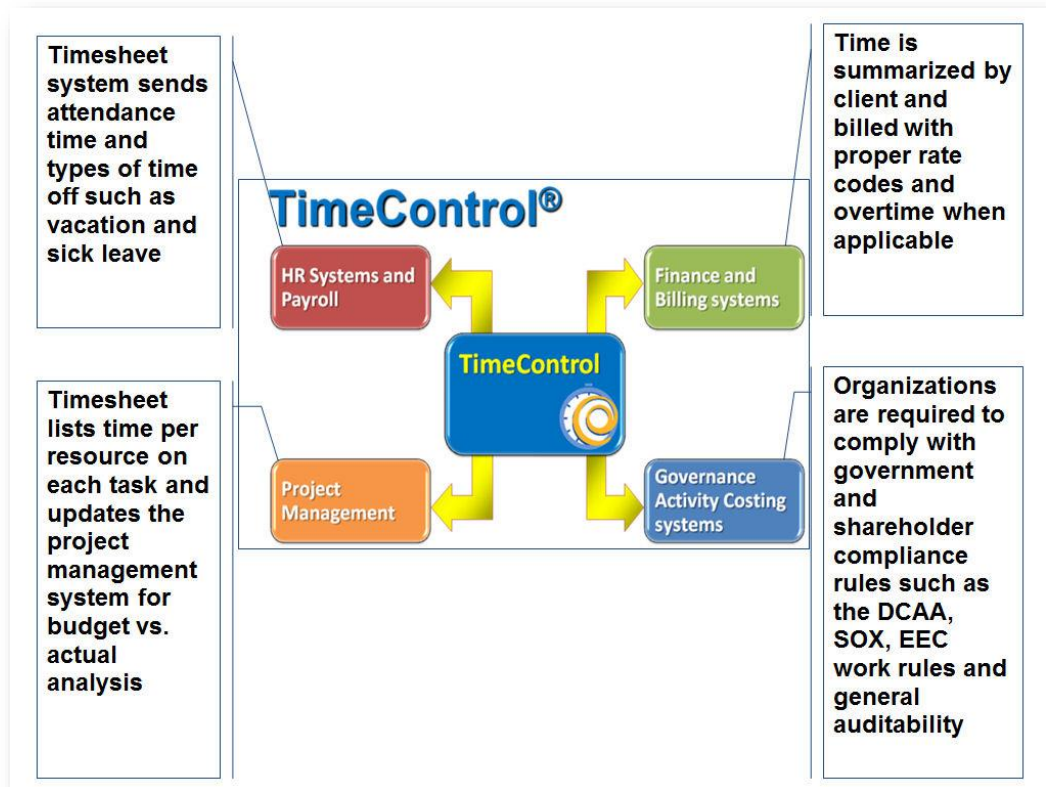 Timesheet
system sends
attendance
time and
types of time
off such as
vacation and
sick leave
Time is
summarized by
client and
billed with
proper rate
codes and
overtime when
applicable
TimeControl®
HR Systems and
Payroll
Finance and
Billing systems
TimeControl
Project
Management
Governance
Activity Costing
systems
Timesheet
lists time per
resource on
each task and
updates the
project
management
system for
budget vs.
actual
analysis
Organizations
are required to
comply with
government
and
shareholder
compliance
rules such as
the DCAA,
SOX, EEC
work rules and
general
auditability